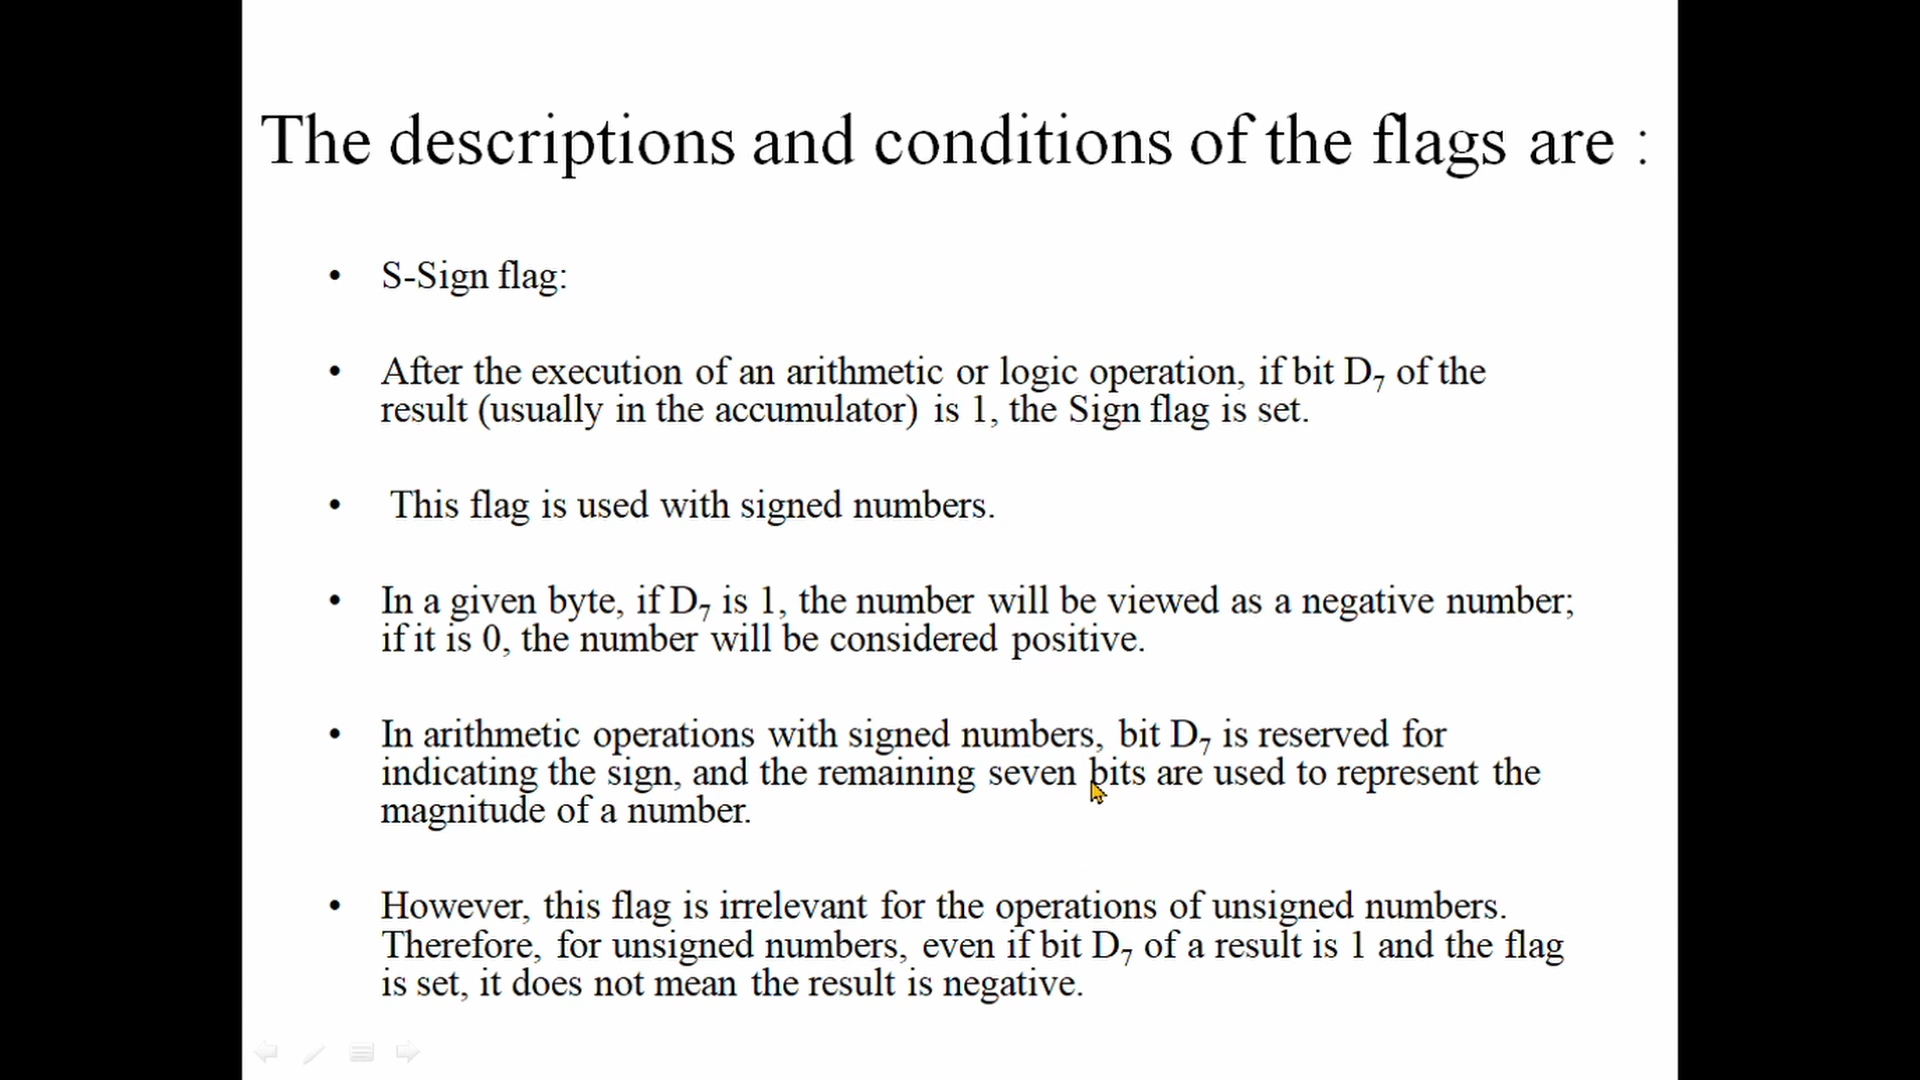 The descriptions and conditions of the flags are :
• S-Sign flag:
• After the execution of an arithmetic or logic operation, if bit D₇ of the
result (usually in the accumulator) is 1, the Sign flag is set.
• This flag is used with signed numbers.
• In a given byte, if D₇ is 1, the number will be viewed as a negative number;
if it is 0, the number will be considered positive.
• In arithmetic operations with signed numbers, bit D₇ is reserved for
indicating the sign, and the remaining seven bits are used to represent the
magnitude of a number.
• However, this flag is irrelevant for the operations of unsigned numbers.
Therefore, for unsigned numbers, even if bit D₇ of a result is 1 and the flag
is set, it does not mean the result is negative.